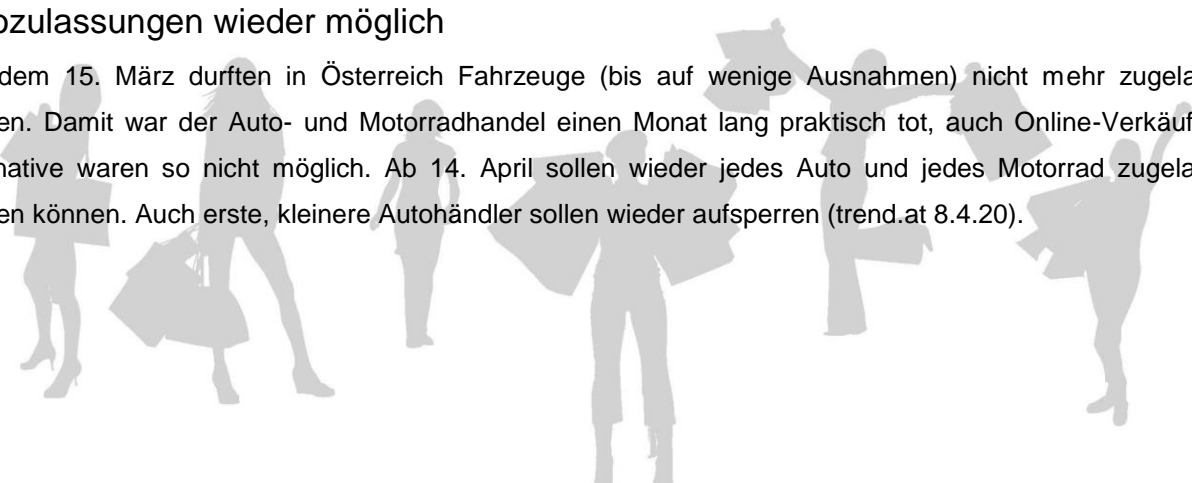 ozulassungen wieder möglich
dem 15. März durften in Österreich Fahrzeuge (bis auf wenige Ausnahmen) nicht mehr zugela
en. Damit war der Auto- und Motorradhandel einen Monat lang praktisch tot, auch Online-Verkäuf
native waren so nicht möglich. Ab 14. April sollen wieder jedes Auto und jedes Motorrad zugela
en können. Auch erste, kleinere Autohändler sollen wieder aufsperren (trend.at 8.4.20).